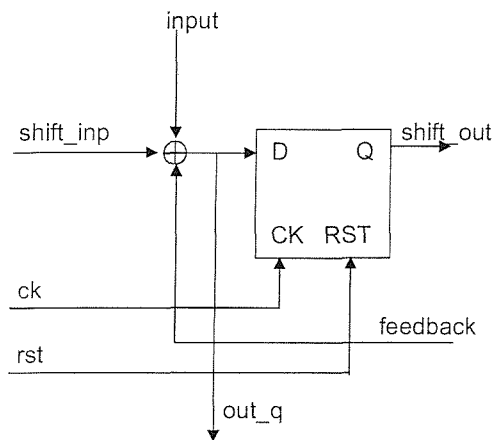 input
shift_inp
shift_out
D Q
CK RST
ck
feedback
rst
out_q